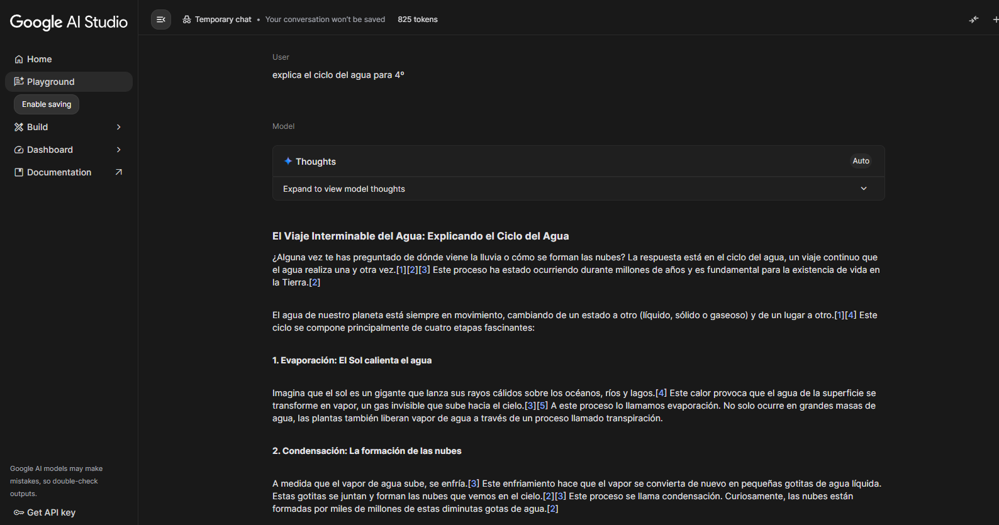 Google AI Studio
Home
Playground
Enable saving
Build
Dashboard
Documentation
Google AI models may make
mistakes, so double-check
outputs.
Get API key
Temporary chat • Your conversation won't be saved 825 tokens
User
explica el ciclo del agua para 4º
Model
Thoughts
Auto
Expand to view model thoughts
El Viaje Interminable del Agua: Explicando el Ciclo del Agua
¿Alguna vez te has preguntado de dónde viene la lluvia o cómo se forman las nubes? La respuesta está en el ciclo del agua, un viaje continuo que
el agua realiza una y otra vez.[1][2][3] Este proceso ha estado ocurriendo durante millones de años y es fundamental para la existencia de vida en
la Tierra.[2]
El agua de nuestro planeta está siempre en movimiento, cambiando de un estado a otro (líquido, sólido o gaseoso) y de un lugar a otro.[1][4] Este
ciclo se compone principalmente de cuatro etapas fascinantes:
1. Evaporación: El Sol calienta el agua
Imagina que el sol es un gigante que lanza sus rayos cálidos sobre los océanos, ríos y lagos.[4] Este calor provoca que el agua de la superficie se
transforme en vapor, un gas invisible que sube hacia el cielo.[3][5] A este proceso lo llamamos evaporación. No solo ocurre en grandes masas de
agua, las plantas también liberan vapor de agua a través de un proceso llamado transpiración.
2. Condensación: La formación de las nubes
A medida que el vapor de agua sube, se enfría.[3] Este enfriamiento hace que el vapor se convierta de nuevo en pequeñas gotitas de agua líquida.
Estas gotitas se juntan y forman las nubes que vemos en el cielo.[2][3] Este proceso se llama condensación. Curiosamente, las nubes están
formadas por miles de millones de estas diminutas gotas de agua.[2]